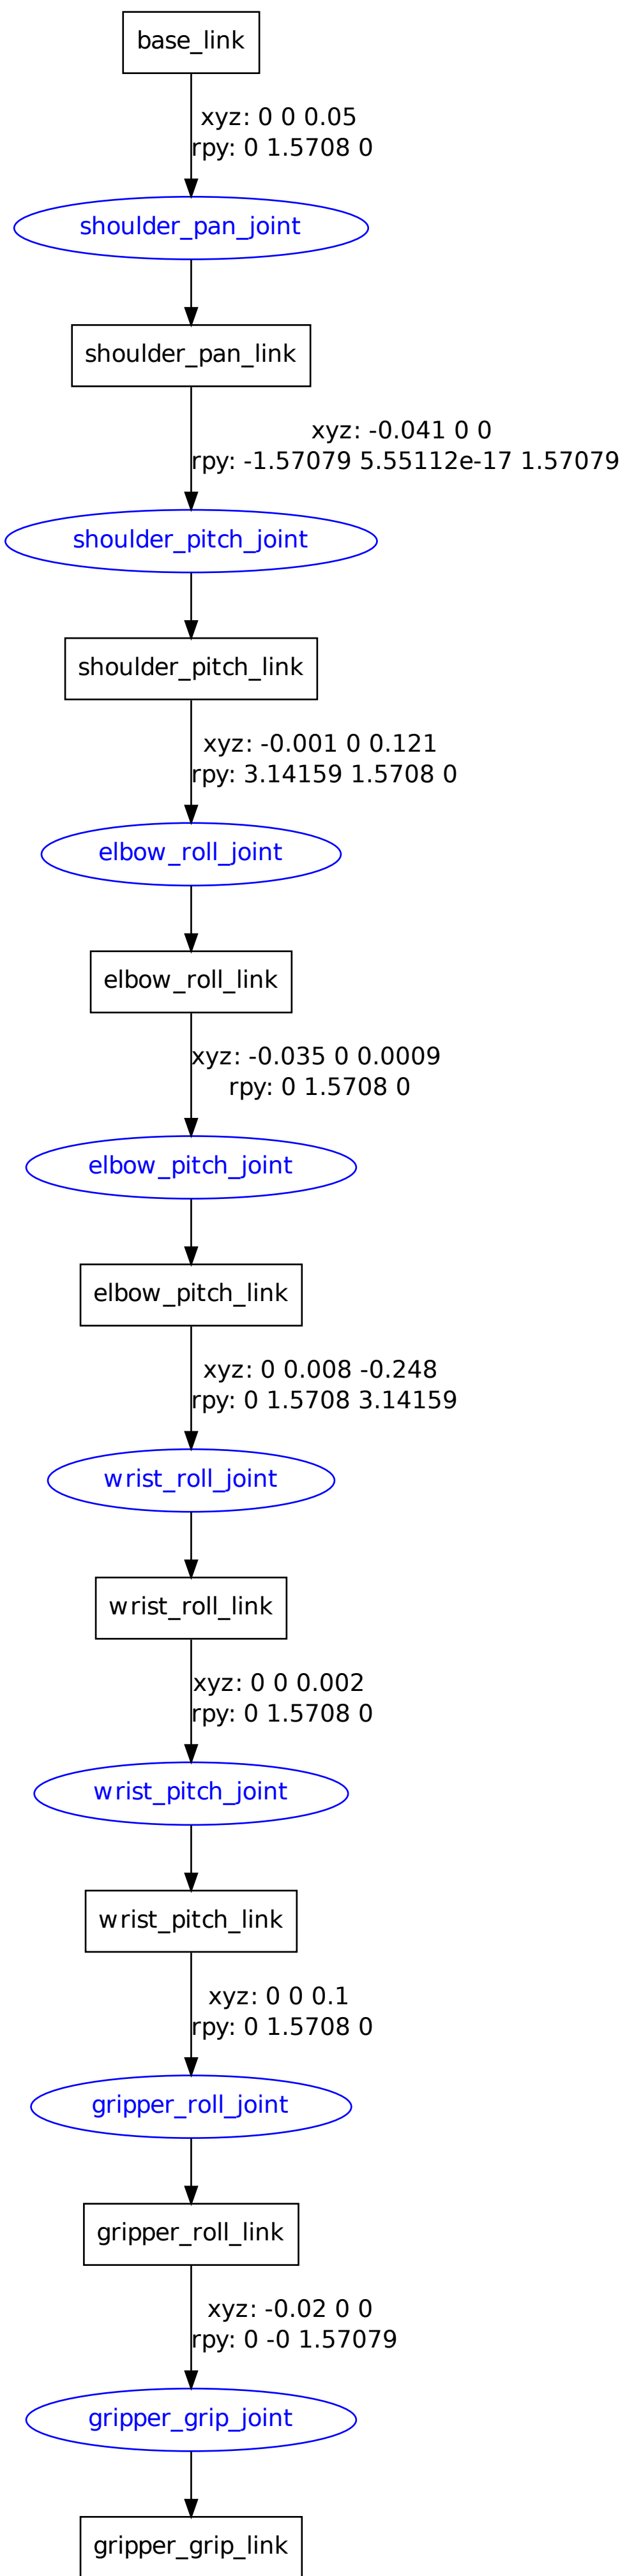 base_link
xyz: 0 0 0.05
rpy: 0 1.5708 0
shoulder_pan_joint
shoulder_pan_link
xyz: -0.041 0 0
rpy: -1.57079 5.55112e-17 1.57079
shoulder_pitch_joint
shoulder_pitch_link
xyz: -0.001 0 0.121
rpy: 3.14159 1.5708 0
elbow_roll_joint
elbow_roll_link
xyz: -0.035 0 0.0009
rpy: 0 1.5708 0
elbow_pitch_joint
elbow_pitch_link
xyz: 0 0.008 -0.248
rpy: 0 1.5708 3.14159
wrist_roll_joint
wrist_roll_link
xyz: 0 0 0.002
rpy: 0 1.5708 0
wrist_pitch_joint
wrist_pitch_link
xyz: 0 0 0.1
rpy: 0 1.5708 0
gripper_roll_joint
gripper_roll_link
xyz: -0.02 0 0
rpy: 0 -0 1.57079
gripper_grip_joint
gripper_grip_link